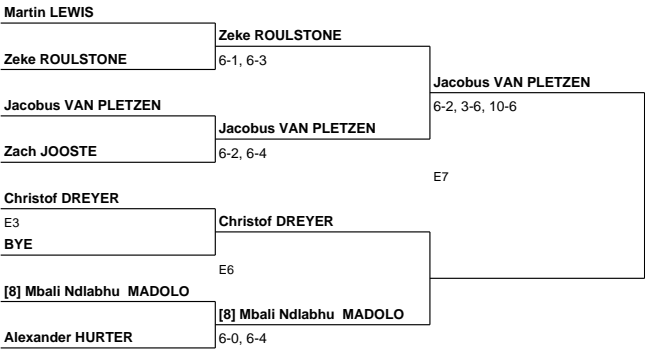 Martin LEWIS
Zeke ROULSTONE
Zeke ROULSTONE
6-1, 6-3
Jacobus VAN PLETZEN
6-2, 3-6, 10-6
Jacobus VAN PLETZEN
Jacobus VAN PLETZEN
Zach JOOSTE
6-2, 6-4
E7
Christof DREYER
E3
Christof DREYER
BYE
E6
[8] Mbali Ndlabhu  MADOLO
[8] Mbali Ndlabhu  MADOLO
Alexander HURTER
6-0, 6-4